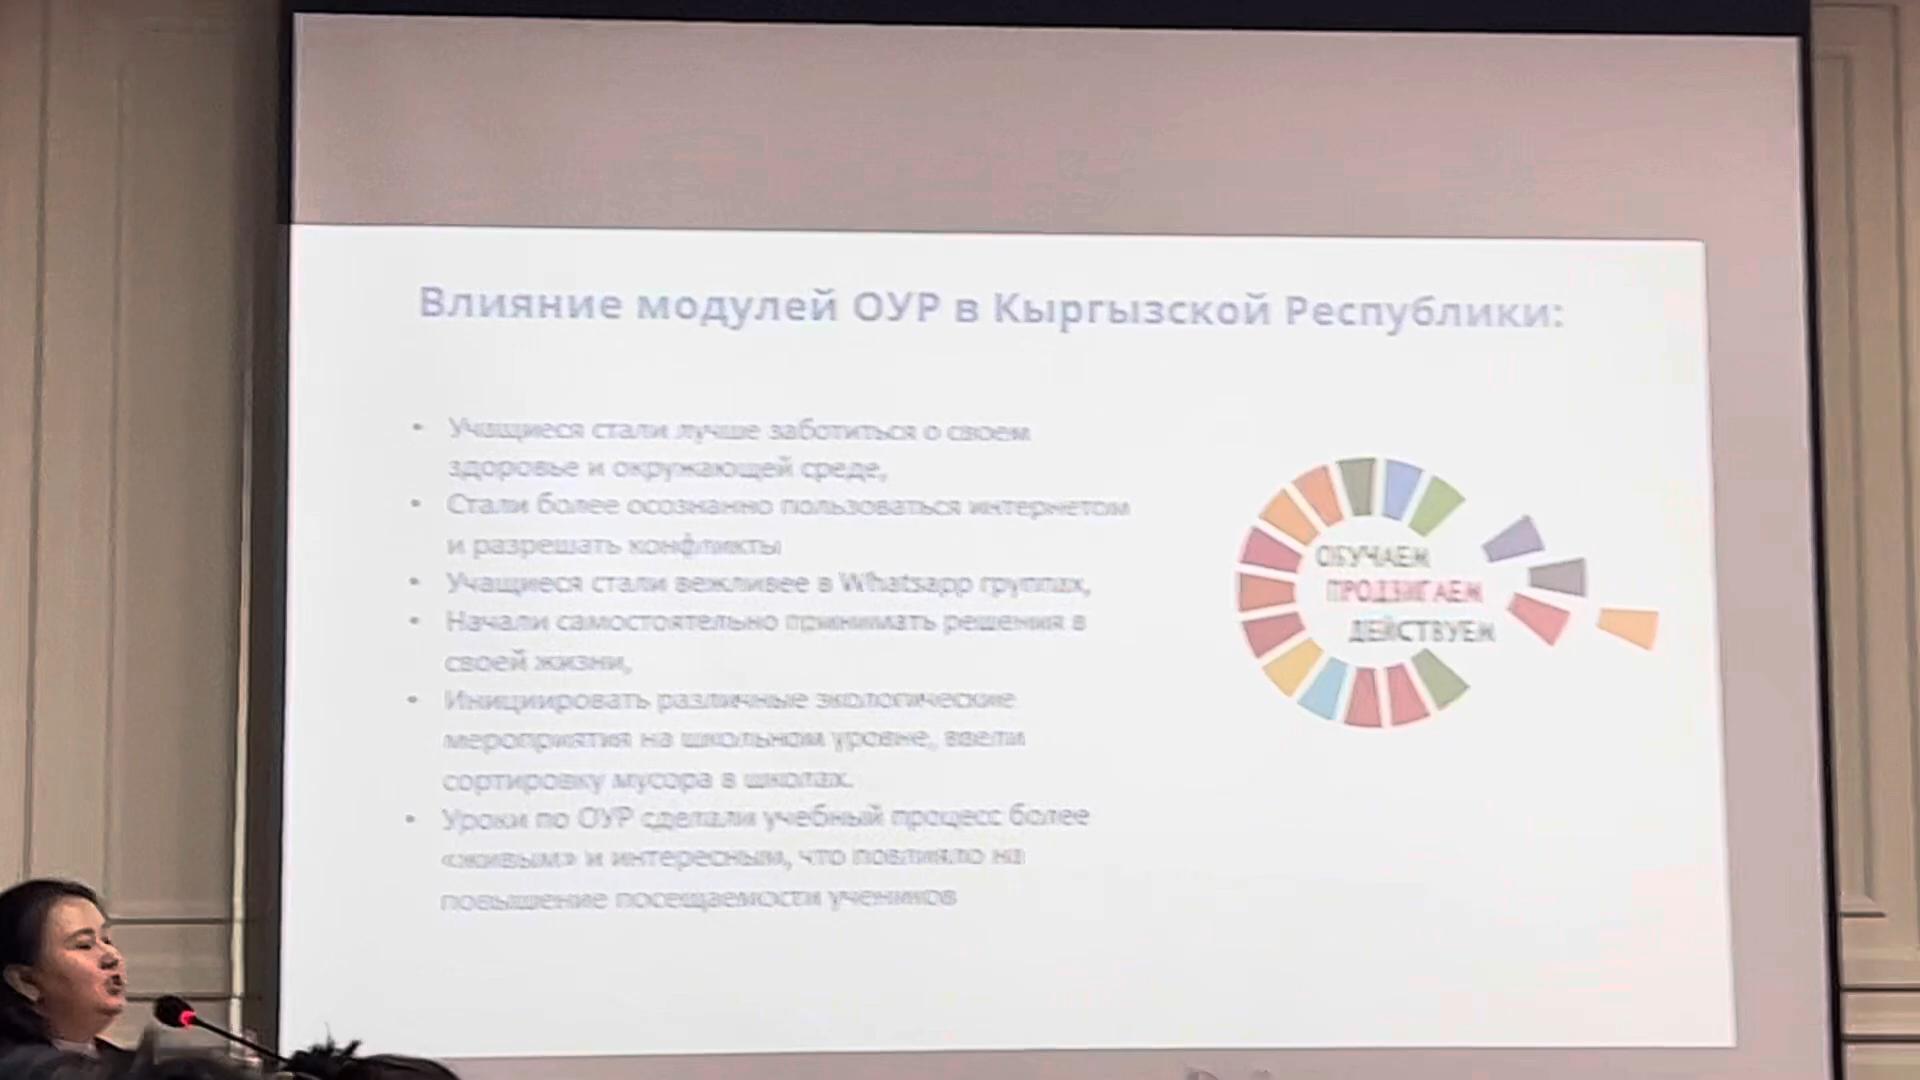 Влияние модулей ОУР в Кыргызской Республики:
• Учащиеся стали лучше заботиться о своем
здоровье и окружающей среде,
• Стали более осознанно пользоваться интернетом
и разрешать конфликты
• Учащиеся стали вежливее в Whatsapp группах,
• Начали самостоятельно принимать решения в
своей жизни,
• Инициировать различные экологические
мероприятия на школьном уровне, ввели
сортировку мусора в школах.
• Уроки по ОУР сделали учебный процесс более
«живым» и интересным, что повлияло на
повышение посещаемости учеников
ОБУЧАЕМ
ПРОДВИГАЕМ
ДЕЙСТВУЕМ